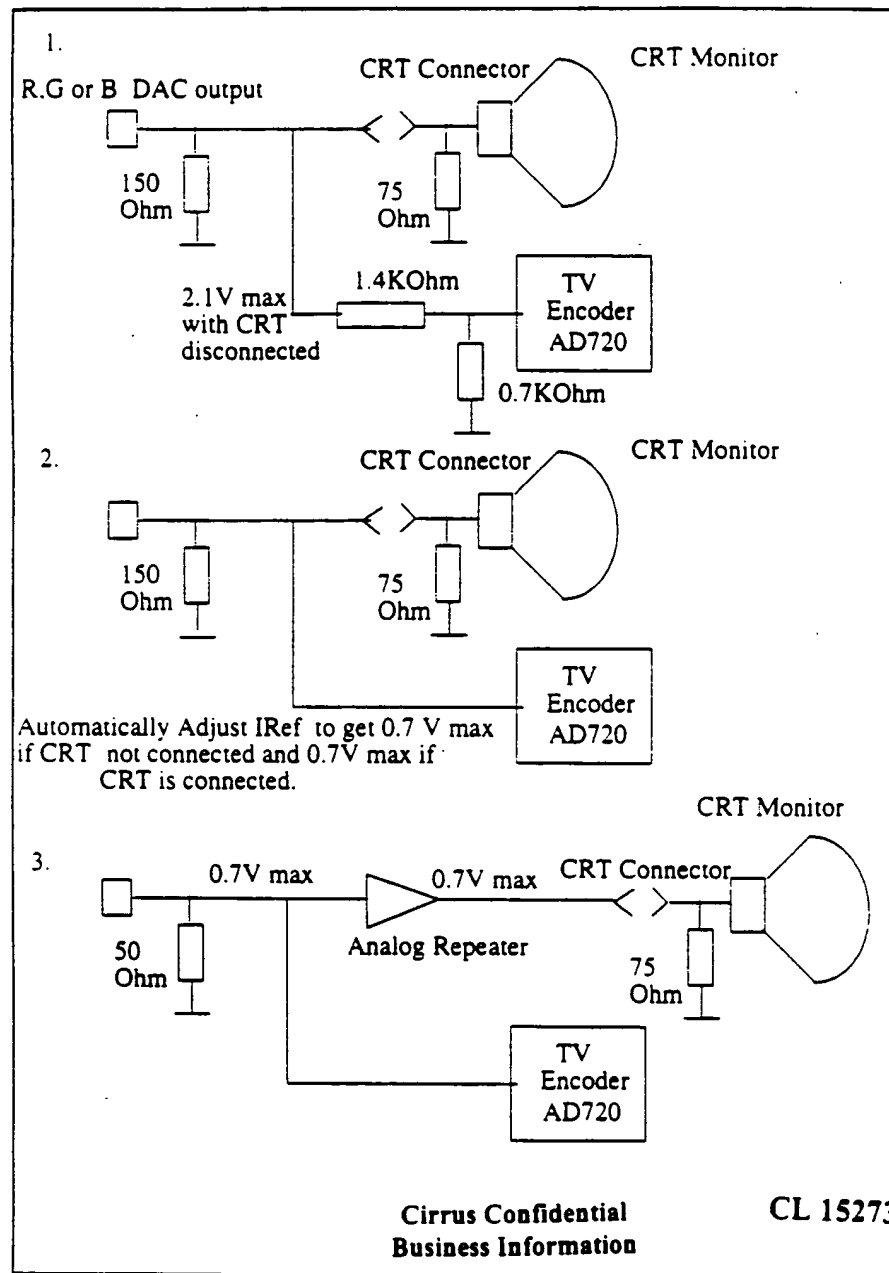 1.
CRT Connector
CRT Monitor
R.G or B DAC output
150
Ohm
75
Ohm
1.4KOhm
2.1V max
with CRT
disconnected
TV
Encoder
AD720
0.7KOhm
2.
CRT Connector
CRT Monitor
150
Ohm
75
Ohm
TV
Encoder
AD720
Automatically Adjust IRef to get 0.7 V max
if CRT not connected and 0.7V max if
CRT is connected.
CRT Monitor
3.
0.7V max
0.7V max
CRT Connector
50
Ohm
Analog Repeater
75
Ohm
TV
Encoder
AD720
Cirrus Confidential
Business Information
CL 15273